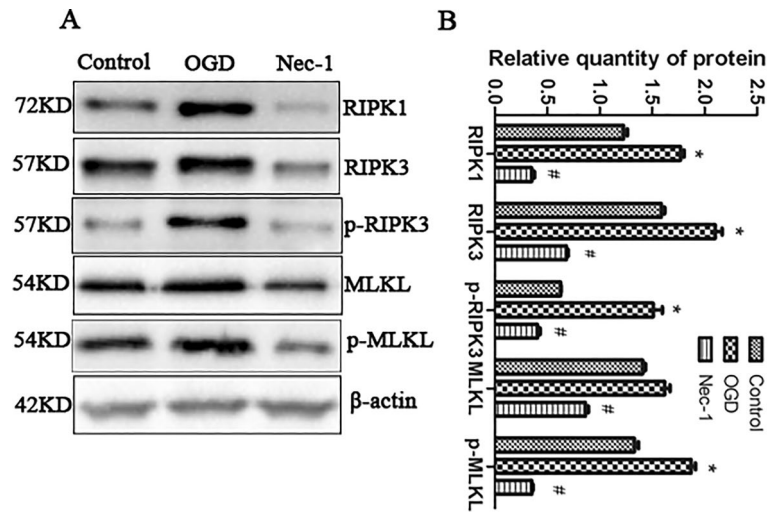 A
Control OGD Nec-1
72KD RIPK1
57KD RIPK3
57KD p-RIPK3
54KD MLKL
54KD p-MLKL
42KD β-actin
B
Relative quantity of protein
0.0 0.5 1.0 1.5 2.0 2.5
RIPK1
*
#
RIPK3
*
#
p-RIPK3
*
#
MLKL
#
p-MLKL
*
#
Control
OGD
Nec-1